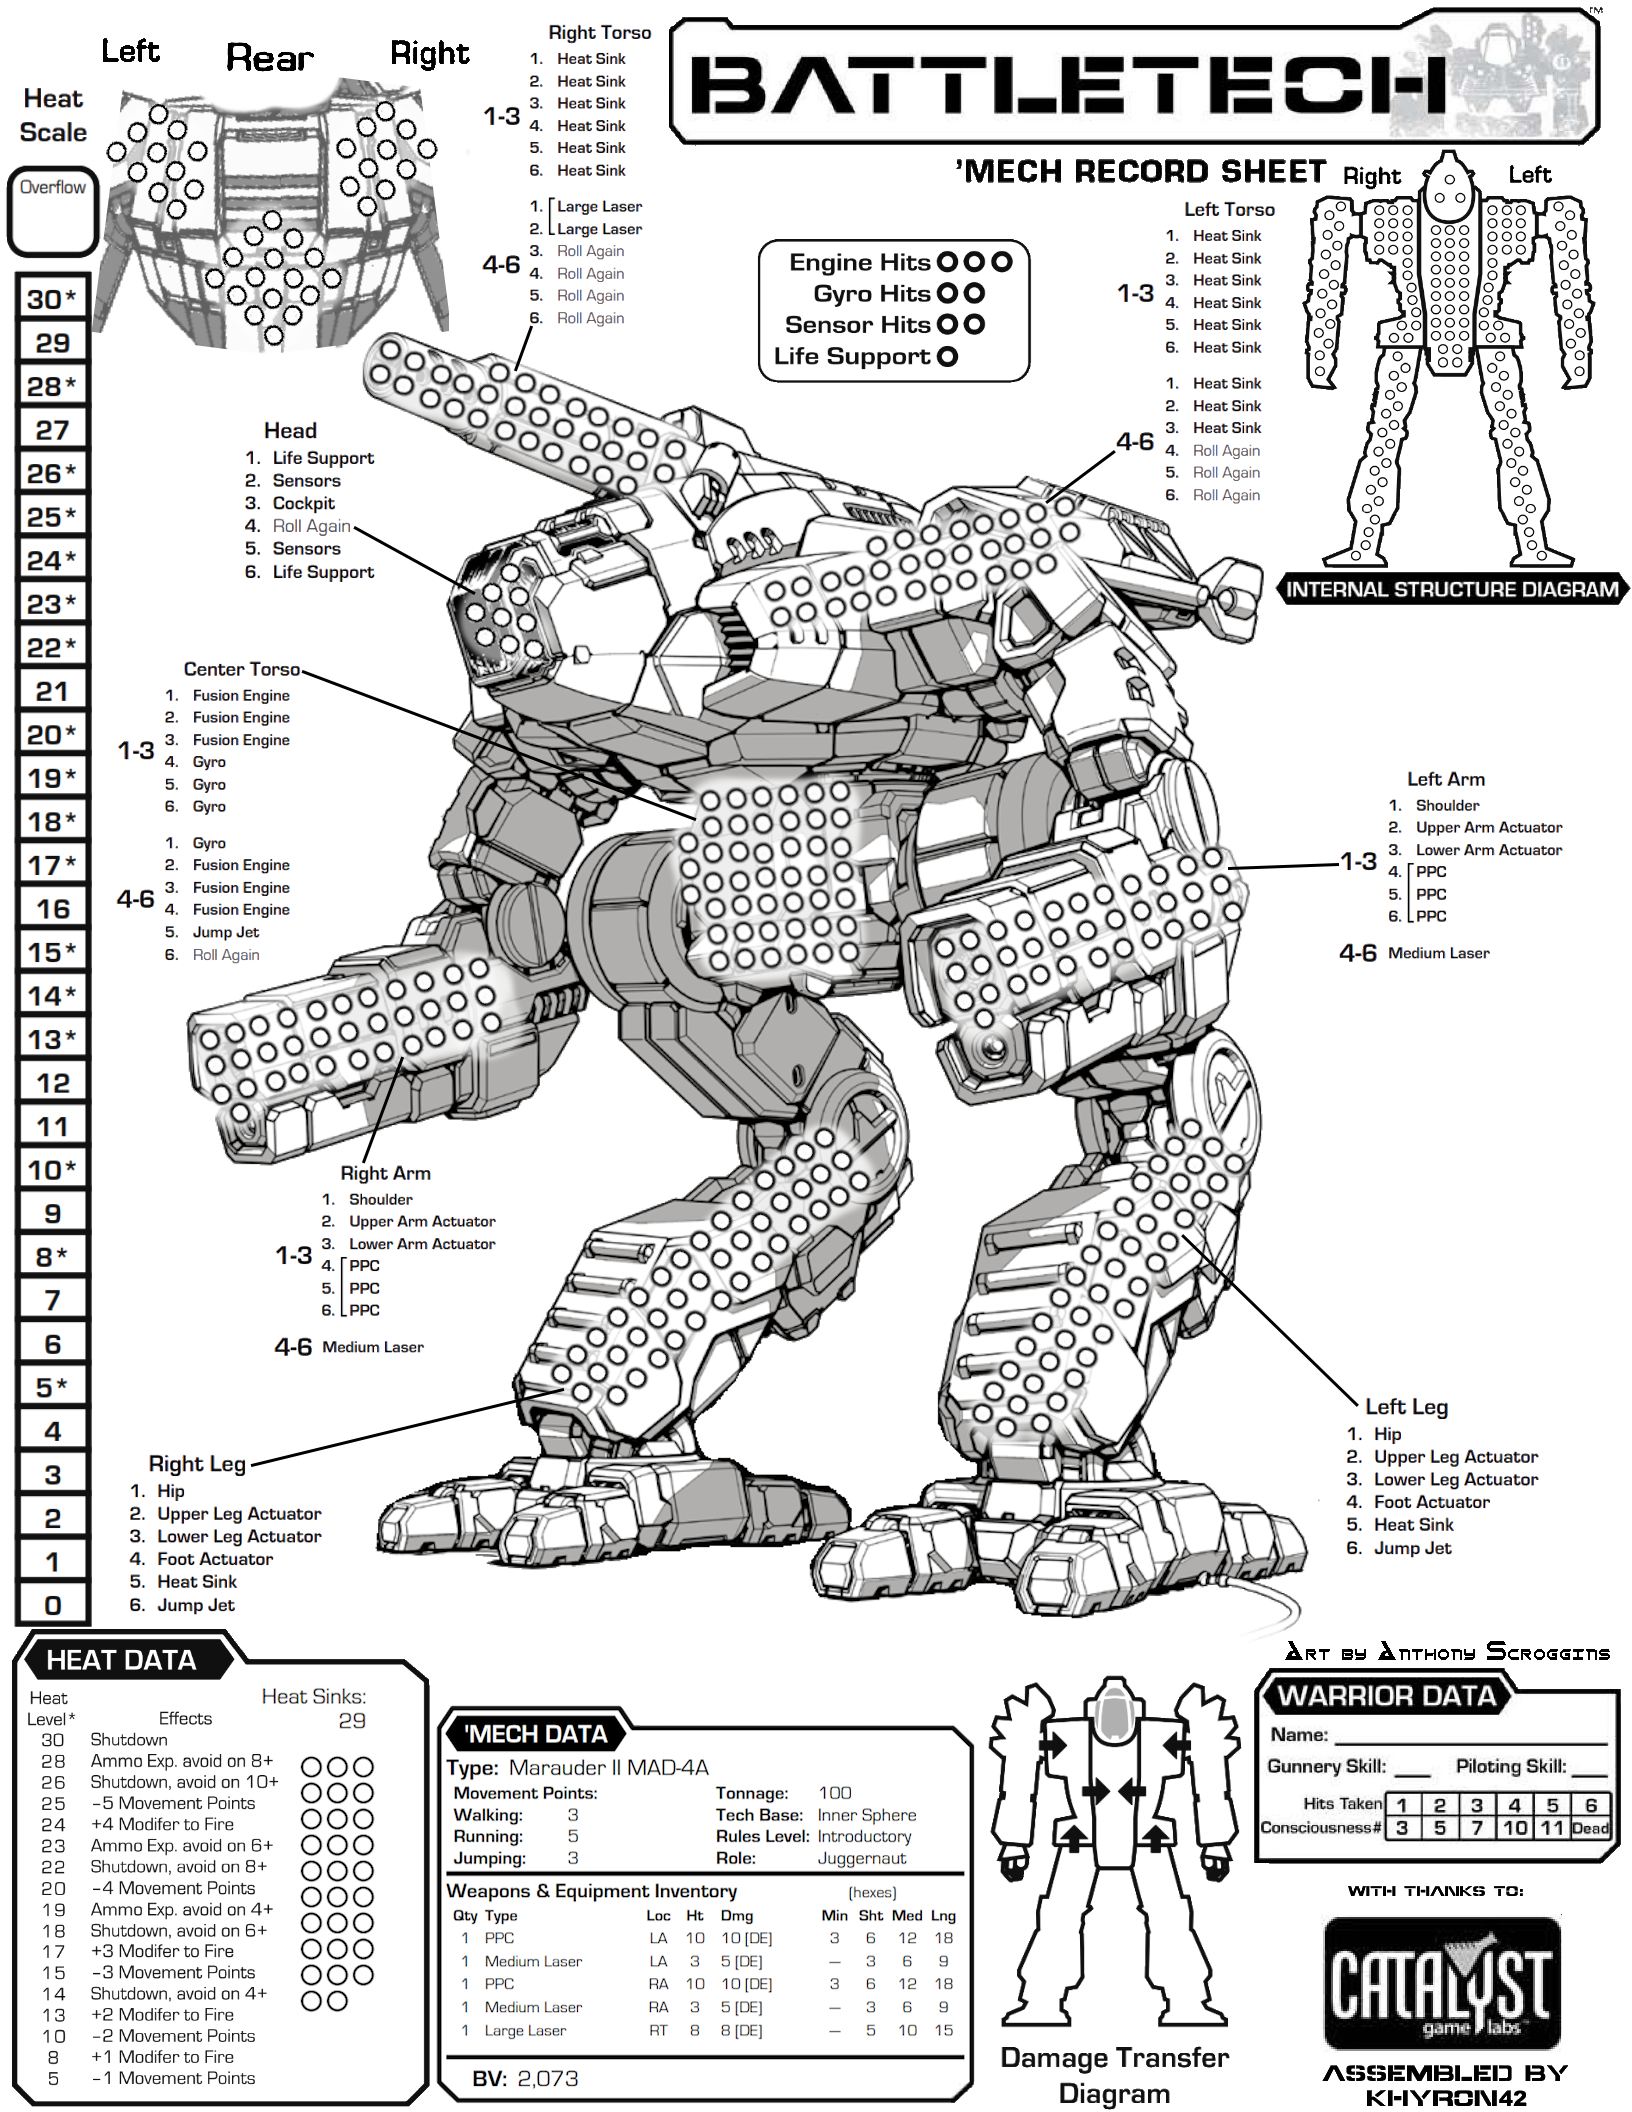 Left Rear Right
Heat Scale
Overflow
30*
29
28*
27
26*
25*
24*
23*
22*
21
20*
19*
18*
17*
16
15*
14*
13*
12
11
10*
9
8*
7
6
5*
4
3
2
1
0
Right Torso
1-3
1. Heat Sink
2. Heat Sink
3. Heat Sink
4. Heat Sink
5. Heat Sink
6. Heat Sink
4-6
1. Large Laser
2. Large Laser
3. Roll Again
4. Roll Again
5. Roll Again
6. Roll Again
BATTLETECH
TM
'MECH RECORD SHEET
Engine Hits
Gyro Hits
Sensor Hits
Life Support
Left Torso
1-3
1. Heat Sink
2. Heat Sink
3. Heat Sink
4. Heat Sink
5. Heat Sink
6. Heat Sink
4-6
1. Heat Sink
2. Heat Sink
3. Heat Sink
4. Roll Again
5. Roll Again
6. Roll Again
Right Left
INTERNAL STRUCTURE DIAGRAM
Head
1. Life Support
2. Sensors
3. Cockpit
4. Roll Again
5. Sensors
6. Life Support
Center Torso
1-3
1. Fusion Engine
2. Fusion Engine
3. Fusion Engine
4. Gyro
5. Gyro
6. Gyro
4-6
1. Gyro
2. Fusion Engine
3. Fusion Engine
4. Fusion Engine
5. Jump Jet
6. Roll Again
Left Arm
1-3
1. Shoulder
2. Upper Arm Actuator
3. Lower Arm Actuator
4. PPC
5. PPC
6. PPC
4-6 Medium Laser
Right Arm
1-3
1. Shoulder
2. Upper Arm Actuator
3. Lower Arm Actuator
4. PPC
5. PPC
6. PPC
4-6 Medium Laser
Right Leg
1. Hip
2. Upper Leg Actuator
3. Lower Leg Actuator
4. Foot Actuator
5. Heat Sink
6. Jump Jet
Left Leg
1. Hip
2. Upper Leg Actuator
3. Lower Leg Actuator
4. Foot Actuator
5. Heat Sink
6. Jump Jet
HEAT DATA
Heat Level* Effects
Heat Sinks: 29
30 Shutdown
28 Ammo Exp. avoid on 8+
26 Shutdown, avoid on 10+
25 –5 Movement Points
24 +4 Modifer to Fire
23 Ammo Exp. avoid on 6+
22 Shutdown, avoid on 8+
20 –4 Movement Points
19 Ammo Exp. avoid on 4+
18 Shutdown, avoid on 6+
17 +3 Modifer to Fire
15 –3 Movement Points
14 Shutdown, avoid on 4+
13 +2 Modifer to Fire
10 –2 Movement Points
8 +1 Modifer to Fire
5 –1 Movement Points
'MECH DATA
Type: Marauder II MAD-4A
Movement Points: Tonnage: 100
Walking: 3 Tech Base: Inner Sphere
Running: 5 Rules Level: Introductory
Jumping: 3 Role: Juggernaut
Weapons & Equipment Inventory (hexes)
Qty Type Loc Ht Dmg Min Sht Med Lng
1 PPC LA 10 10 [DE] 3 6 12 18
1 Medium Laser LA 3 5 [DE] — 3 6 9
1 PPC RA 10 10 [DE] 3 6 12 18
1 Medium Laser RA 3 5 [DE] — 3 6 9
1 Large Laser RT 8 8 [DE] — 5 10 15
BV: 2,073
Damage Transfer
Diagram
Art by Anthony Scroggins
WARRIOR DATA
Name:
Gunnery Skill: Piloting Skill:
Hits Taken 1 2 3 4 5 6
Consciousness# 3 5 7 10 11 Dead
WITH THANKS TO:
CATALYST
game labs
ASSEMBLED BY
KHYRON42